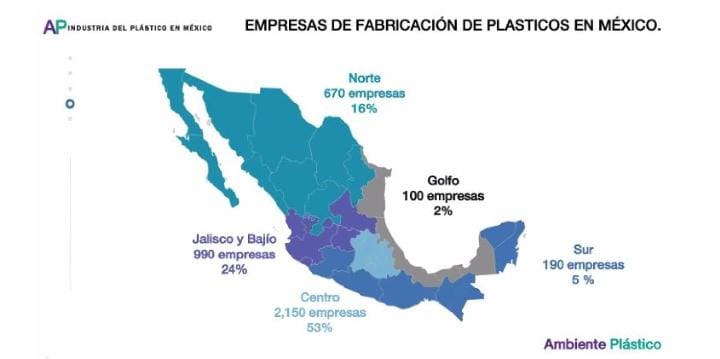 AP INDUSTRIA DEL PLÁSTICO EN MÉXICO
EMPRESAS DE FABRICACIÓN DE PLASTICOS EN MÉXICO.
Norte
670 empresas
16%
Golfo
100 empresas
2%
Jalisco y Bajío
990 empresas
24%
Sur
190 empresas
5 %
Centro
2,150 empresas
53%
Ambiente Plástico